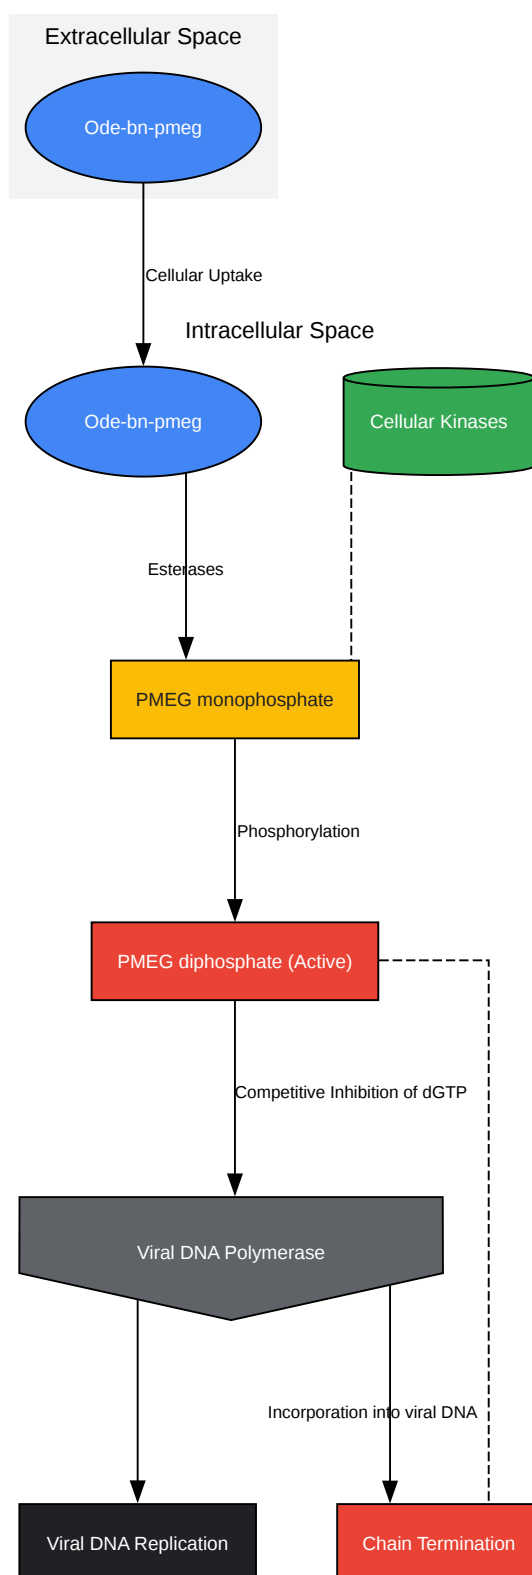 Extracellular Space
Ode-bn-pmeg
Cellular Uptake
Intracellular Space
Ode-bn-pmeg
Cellular Kinases
Esterases
PMEG monophosphate
Phosphorylation
PMEG diphosphate (Active)
Competitive Inhibition of dGTP
Viral DNA Polymerase
Incorporation into viral DNA
Viral DNA Replication
Chain Termination